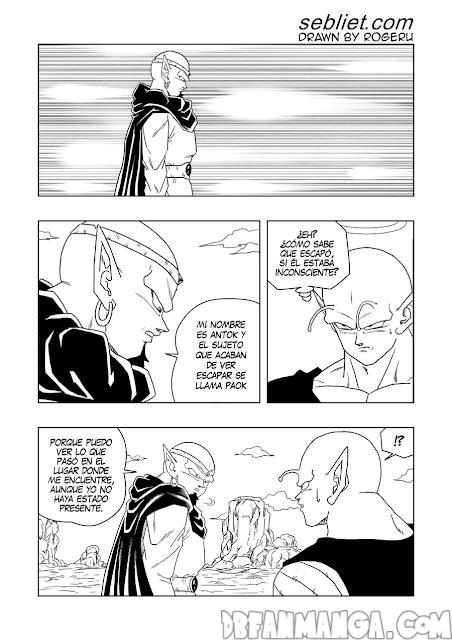 sebliet.com
DRAWN BY ROGERU
MI NOMBRE
ES ANTOK Y
EL SUJETO
QUE ACABAN
DE VER
ESCAPAR SE
LLAMA PAOK
¿EH?
¿CÓMO SABE
QUE ESCAPÓ,
SI ÉL ESTABA
INCONSCIENTE?
PORQUE PUEDO
VER LO QUE
PASÓ EN EL
LUGAR DONDE
ME ENCUENTRE,
AUNQUE YO NO
HAYA ESTADO
PRESENTE.
!?
DBFANMANGA.COM